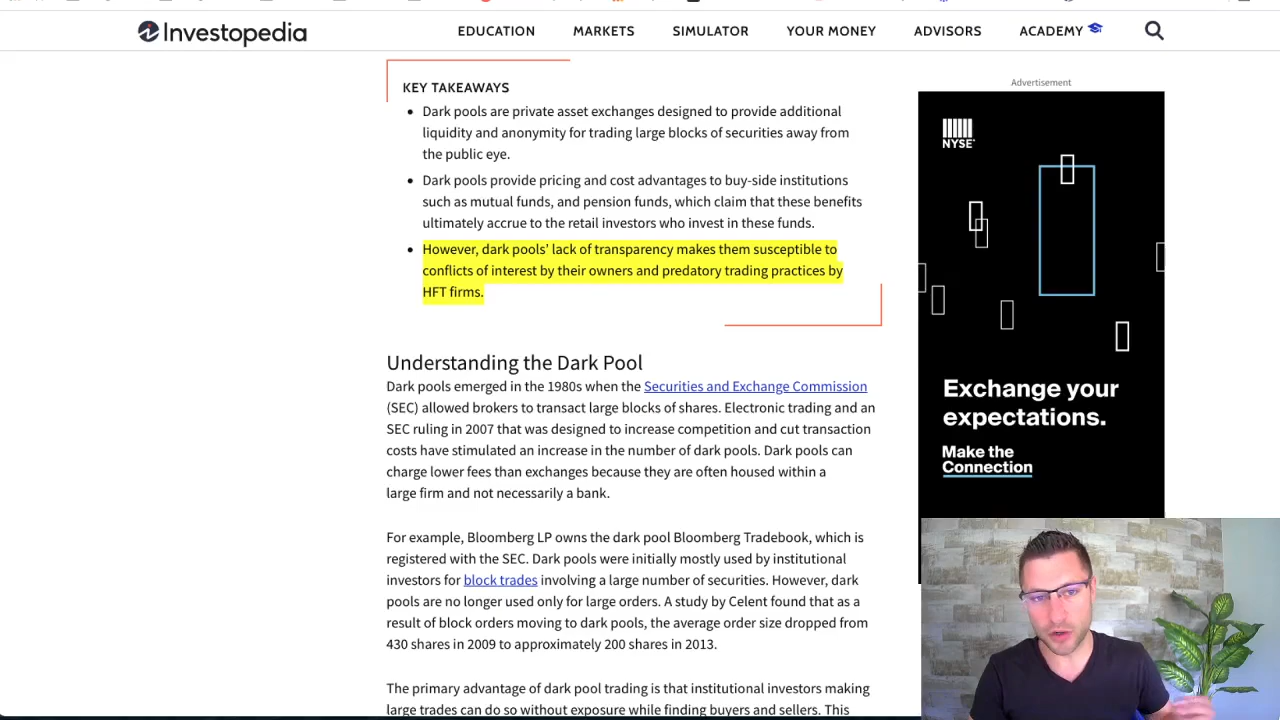 Investopedia
EDUCATION MARKETS SIMULATOR YOUR MONEY ADVISORS ACADEMY
KEY TAKEAWAYS
• Dark pools are private asset exchanges designed to provide additional
liquidity and anonymity for trading large blocks of securities away from
the public eye.
• Dark pools provide pricing and cost advantages to buy-side institutions
such as mutual funds, and pension funds, which claim that these benefits
ultimately accrue to the retail investors who invest in these funds.
• However, dark pools' lack of transparency makes them susceptible to
conflicts of interest by their owners and predatory trading practices by
HFT firms.
Understanding the Dark Pool
Dark pools emerged in the 1980s when the Securities and Exchange Commission
(SEC) allowed brokers to transact large blocks of shares. Electronic trading and an
SEC ruling in 2007 that was designed to increase competition and cut transaction
costs have stimulated an increase in the number of dark pools. Dark pools can
charge lower fees than exchanges because they are often housed within a
large firm and not necessarily a bank.
For example, Bloomberg LP owns the dark pool Bloomberg Tradebook, which is
registered with the SEC. Dark pools were initially mostly used by institutional
investors for block trades involving a large number of securities. However, dark
pools are no longer used only for large orders. A study by Celent found that as a
result of block orders moving to dark pools, the average order size dropped from
430 shares in 2009 to approximately 200 shares in 2013.
The primary advantage of dark pool trading is that institutional investors making
large trades can do so without exposure while finding buyers and sellers. This
Advertisement
NYSE
Exchange your
expectations.
Make the
Connection